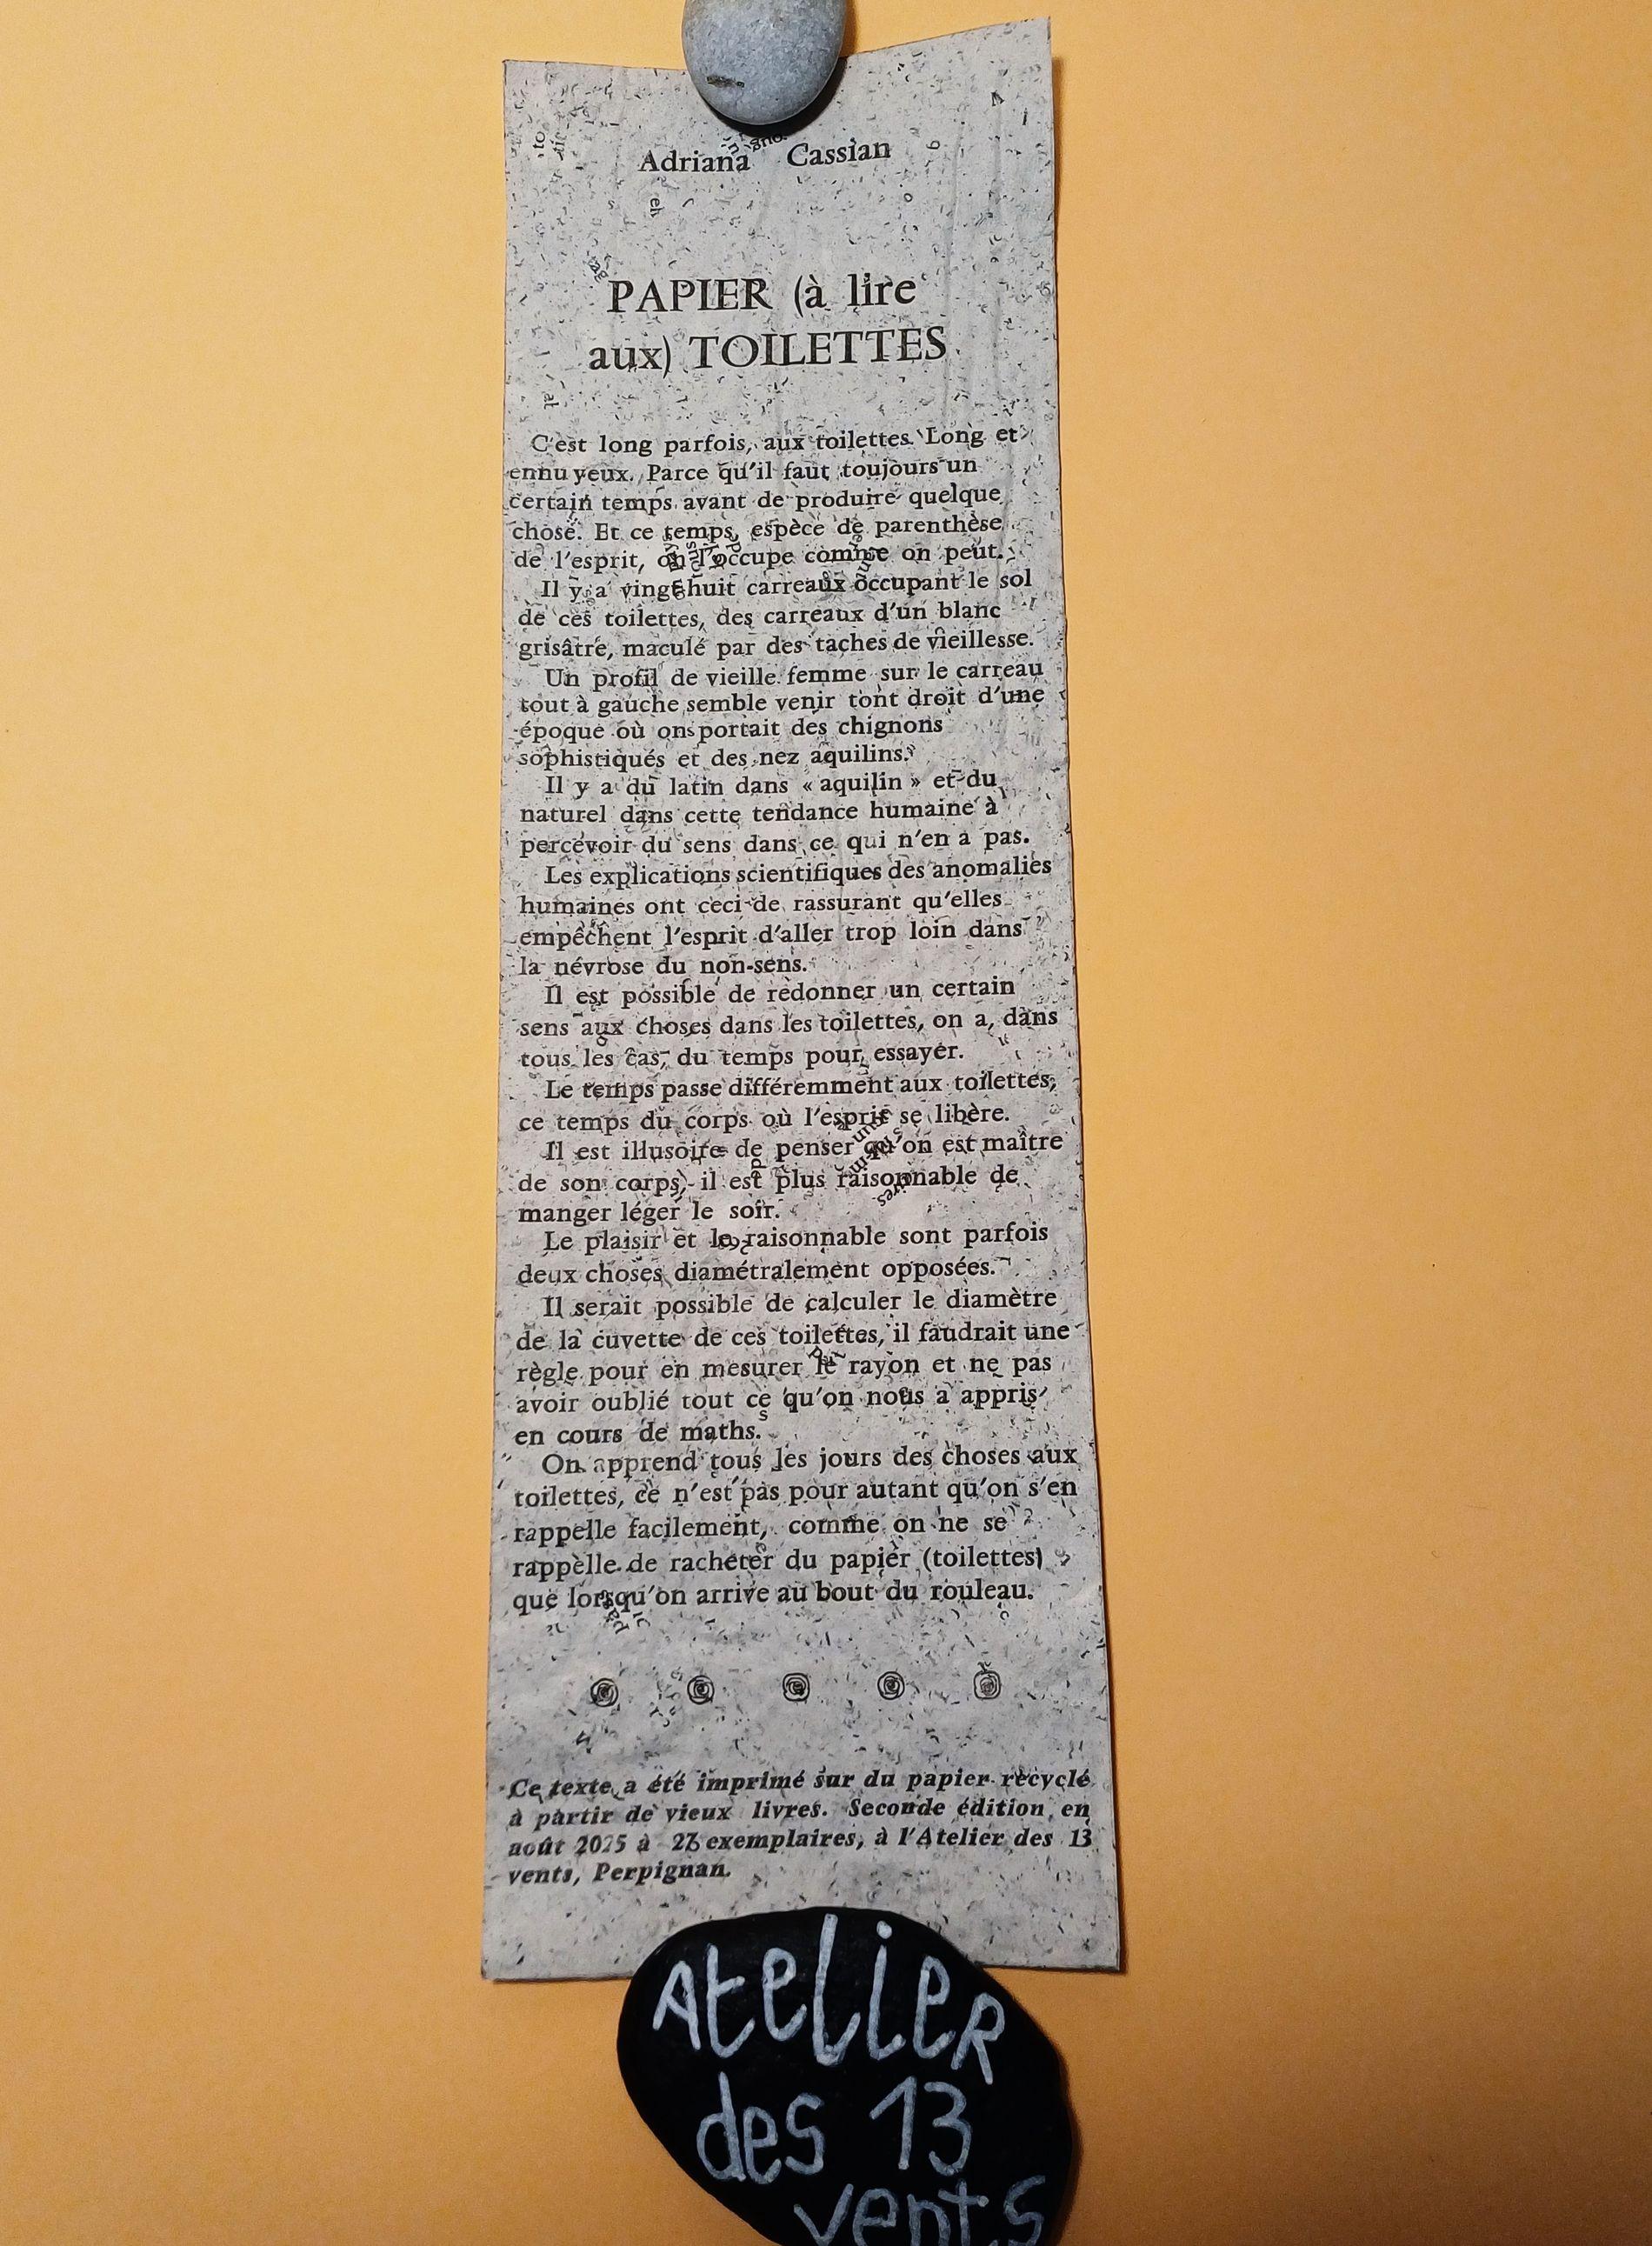 Adriana Cassian
PAPIER (à lire
aux) TOILETTES
C'est long parfois, aux toilettes. Long et
ennuyeux. Parce qu'il faut toujours un
certain temps avant de produire quelque
chose. Et ce temps, espèce de parenthèse
de l'esprit, on l'occupe comme on peut.
Il y a vingt-huit carreaux occupant le sol
de ces toilettes, des carreaux d'un blanc
grisâtre, maculé par des taches de vieillesse.
Un profil de vieille femme sur le carreau
tout à gauche semble venir tont droit d'une
époque où on portait des chignons
sophistiqués et des nez aquilins.
Il y a du latin dans « aquilin » et du
naturel dans cette tendance humaine à
percevoir du sens dans ce qui n'en a pas.
Les explications scientifiques des anomalies
humaines ont ceci de rassurant qu'elles
empêchent l'esprit d'aller trop loin dans
la névrose du non-sens.
Il est possible de redonner un certain
sens aux choses dans les toilettes, on a, dans
tous les cas, du temps pour essayer.
Le temps passe différemment aux toilettes,
ce temps du corps où l'esprit se libère.
Il est illusoire de penser qu'on est maître
de son corps, il est plus raisonnable de
manger léger le soir.
Le plaisir et le raisonnable sont parfois
deux choses diamétralement opposées.
Il serait possible de calculer le diamètre
de la cuvette de ces toilettes, il faudrait une
règle pour en mesurer le rayon et ne pas
avoir oublié tout ce qu'on nous a appris
en cours de maths.
On apprend tous les jours des choses aux
toilettes, ce n'est pas pour autant qu'on s'en
rappelle facilement, comme on ne se
rappelle de racheter du papier (toilettes)
que lorsqu'on arrive au bout du rouleau.
Ce texte a été imprimé sur du papier recyclé
à partir de vieux livres. Seconde édition en
août 2025 à exemplaires, à l'Atelier des 13
vents, Perpignan.
AteLieR
des 13
vents